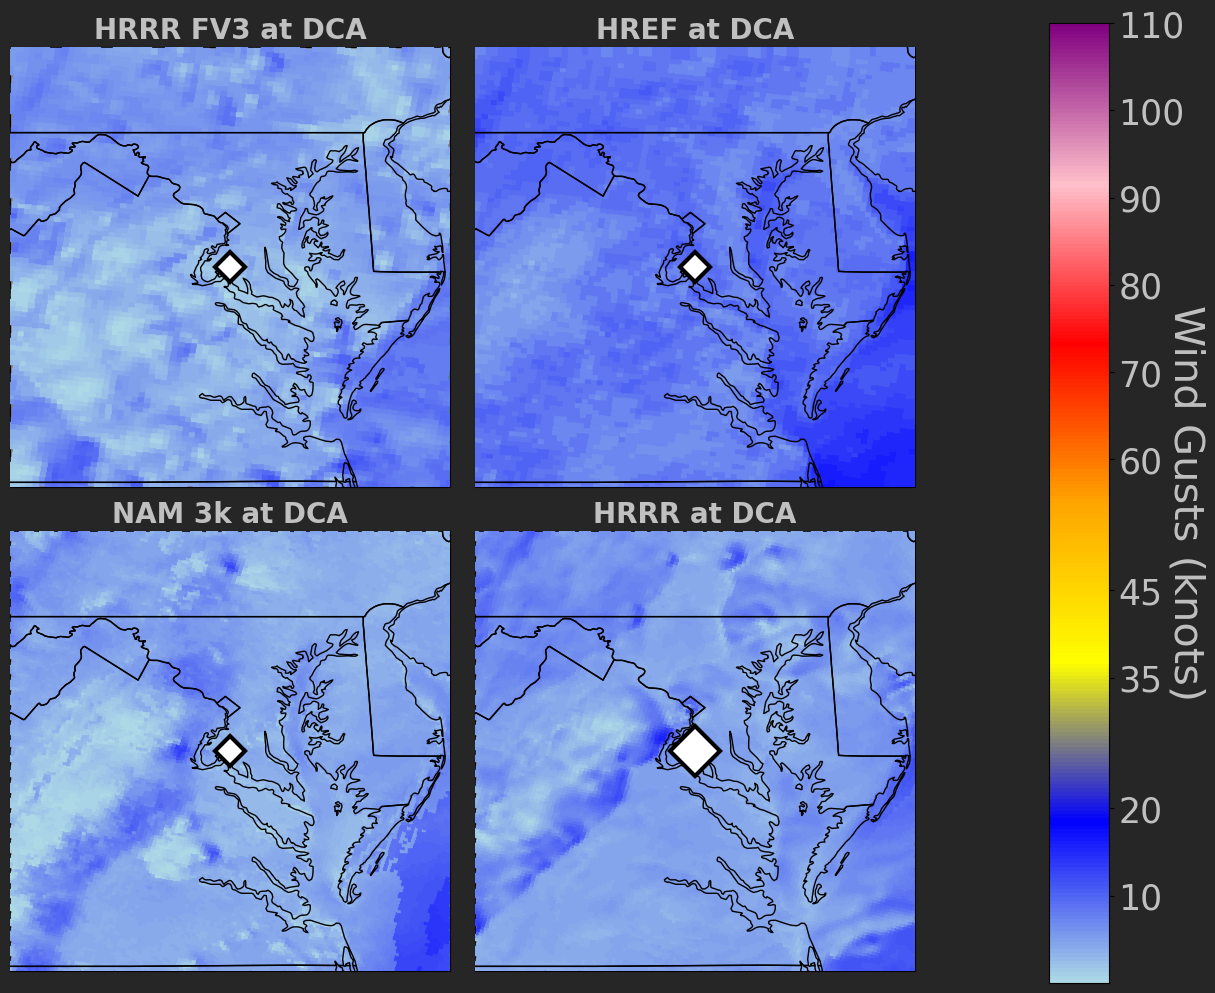 HRRR FV3 at DCA
HREF at DCA
NAM 3k at DCA
HRRR at DCA
110
100
90
80
70
60
45
35
20
10
Wind Gusts (knots)